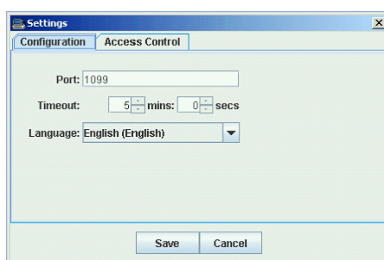 Settings
Configuration Access Control
Port: 1099
Timeout: 5 mins: 0 secs
Language: English (English)
Save Cancel